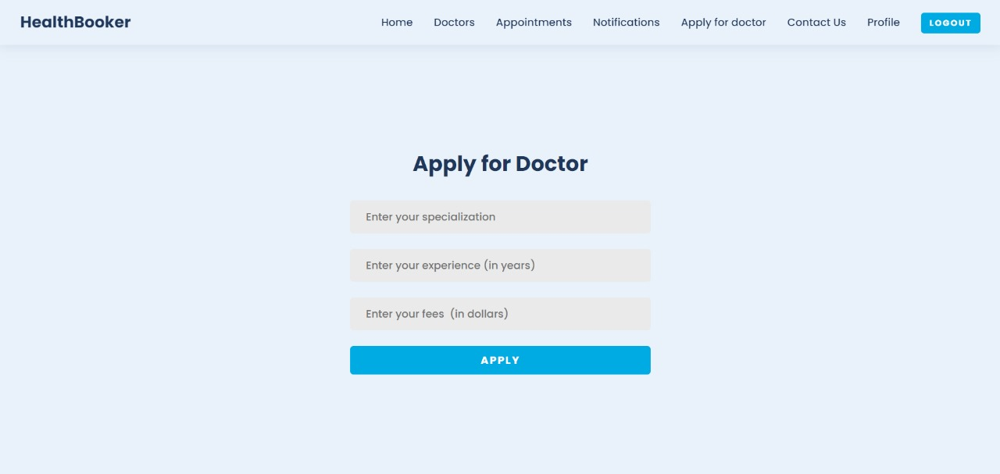 HealthBooker
Home Doctors Appointments Notifications Apply for doctor Contact Us Profile LOGOUT
Apply for Doctor
Enter your specialization
Enter your experience (in years)
Enter your fees  (in dollars)
APPLY